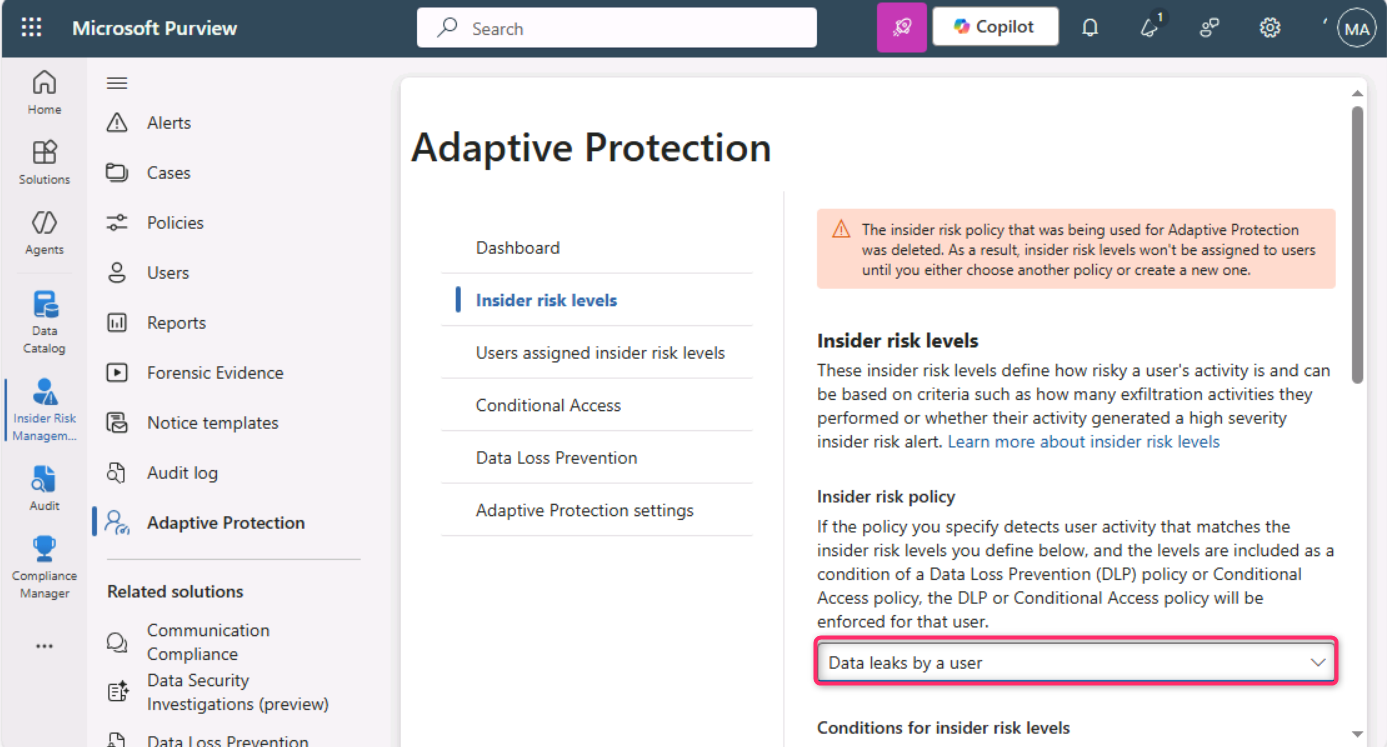 Microsoft Purview
Search
Copilot
1
MA
Home
Solutions
Agents
Data
Catalog
Insider Risk
Managem...
Audit
Compliance
Manager
Alerts
Cases
Policies
Users
Reports
Forensic Evidence
Notice templates
Audit log
Adaptive Protection
Related solutions
Communication
Compliance
Data Security
Investigations (preview)
Data Loss Prevention
Adaptive Protection
Dashboard
Insider risk levels
Users assigned insider risk levels
Conditional Access
Data Loss Prevention
Adaptive Protection settings
The insider risk policy that was being used for Adaptive Protection
was deleted. As a result, insider risk levels won't be assigned to users
until you either choose another policy or create a new one.
Insider risk levels
These insider risk levels define how risky a user's activity is and can
be based on criteria such as how many exfiltration activities they
performed or whether their activity generated a high severity
insider risk alert. Learn more about insider risk levels
Insider risk policy
If the policy you specify detects user activity that matches the
insider risk levels you define below, and the levels are included as a
condition of a Data Loss Prevention (DLP) policy or Conditional
Access policy, the DLP or Conditional Access policy will be
enforced for that user.
Data leaks by a user
Conditions for insider risk levels